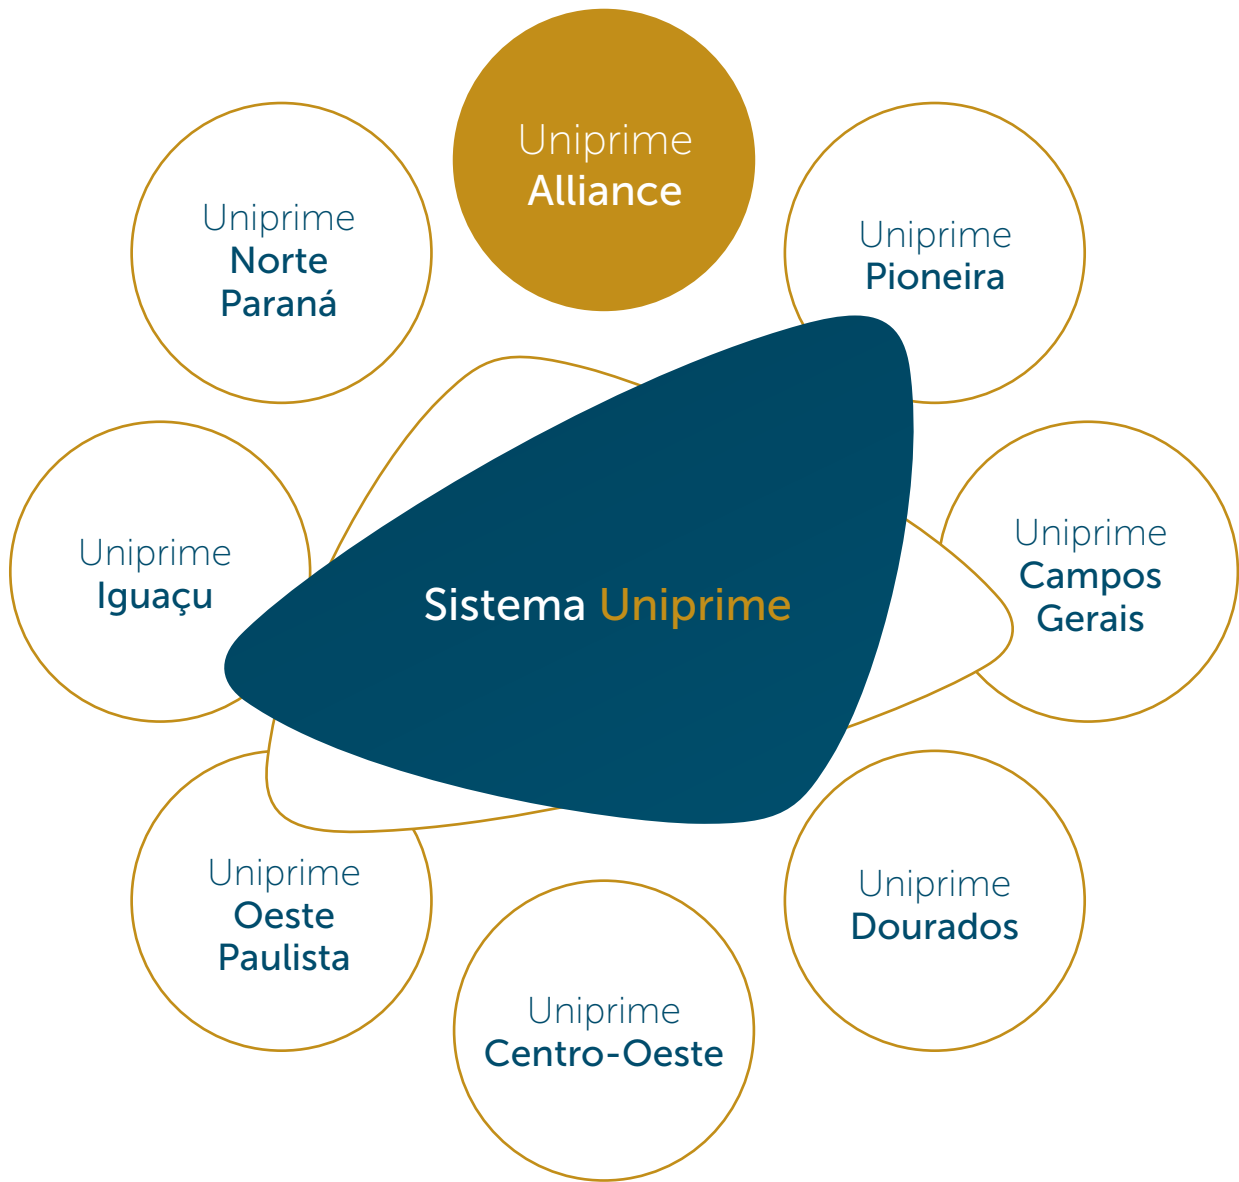 Uniprime
Alliance
Uniprime
Norte
Paraná
Uniprime
Pioneira
Uniprime
Iguaçu
Sistema Uniprime
Uniprime
Campos
Gerais
Uniprime
Oeste
Paulista
Uniprime
Dourados
Uniprime
Centro-Oeste